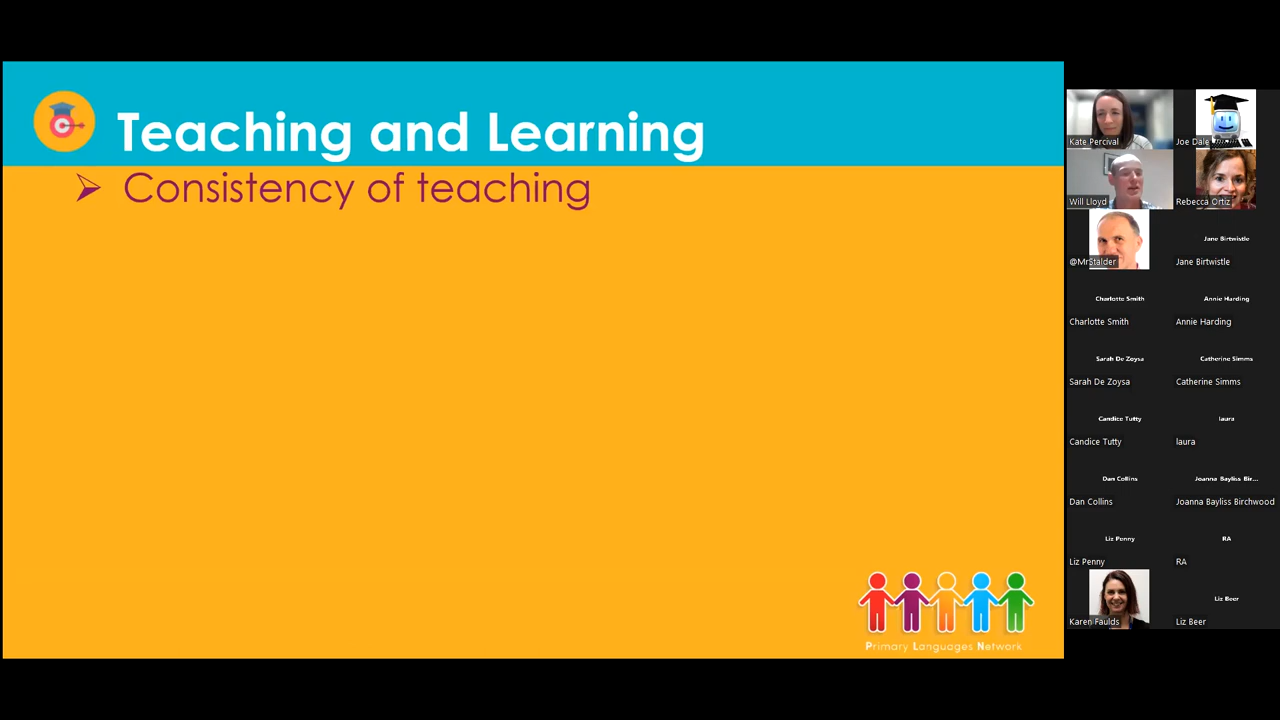 Teaching and Learning
➢ Consistency of teaching
Primary Languages Network
Kate Percival
Joe Dale
Will Lloyd
Rebecca Ortiz
@MrStalder
Jane Birtwistle
Jane Birtwistle
Charlotte Smith
Charlotte Smith
Annie Harding
Annie Harding
Sarah De Zoysa
Sarah De Zoysa
Catherine Simms
Catherine Simms
Candice Tutty
Candice Tutty
laura
laura
Dan Collins
Dan Collins
Joanna Bayliss Bir...
Joanna Bayliss Birchwood
Liz Penny
Liz Penny
RA
RA
Karen Faulds
Liz Beer
Liz Beer